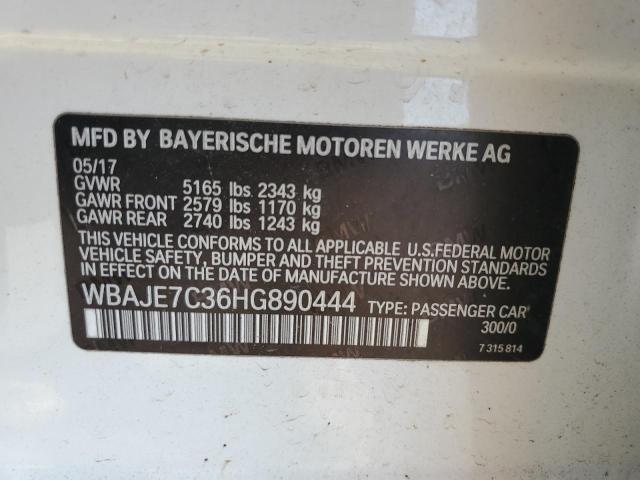 MFD BY BAYERISCHE MOTOREN WERKE AG
05/17
GVWR 5165 lbs 2343 kg
GAWR FRONT 2579 lbs 1170 kg
GAWR REAR 2740 lbs 1243 kg
THIS VEHICLE CONFORMS TO ALL APPLICABLE U.S.FEDERAL MOTOR
VEHICLE SAFETY, BUMPER AND THEFT PREVENTION STANDARDS
IN EFFECT ON THE DATE OF MANUFACTURE SHOWN ABOVE.
WBAJE7C36HG890444 TYPE: PASSENGER CAR
300/0
7 315 814